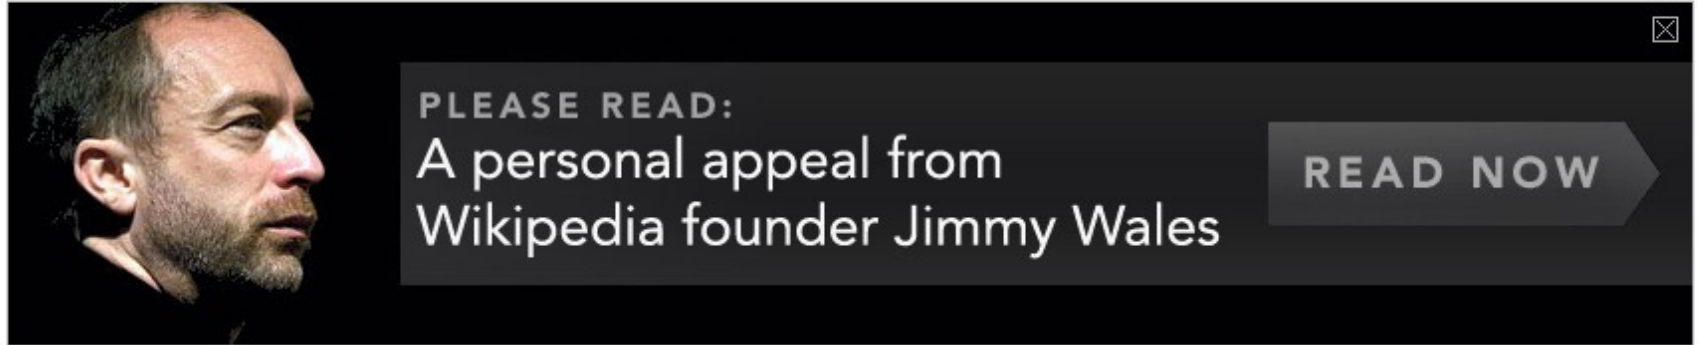 PLEASE READ:
A personal appeal from
Wikipedia founder Jimmy Wales
READ NOW